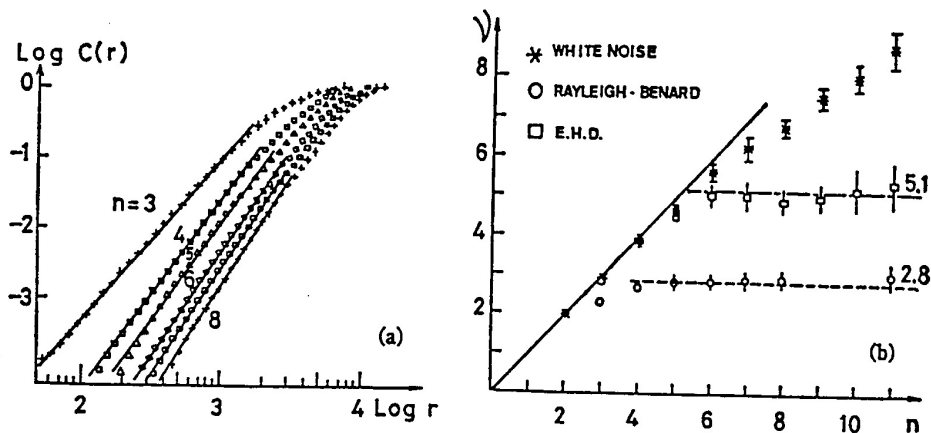 Log C(r)
0
-1
-2
-3
n=3
4
5
6
8
(a)
2
3
4
Log r
ν
8
6
4
2
* WHITE NOISE
○ RAYLEIGH-BENARD
□ E.H.D.
5.1
2.8
(b)
2
4
6
8
10
n